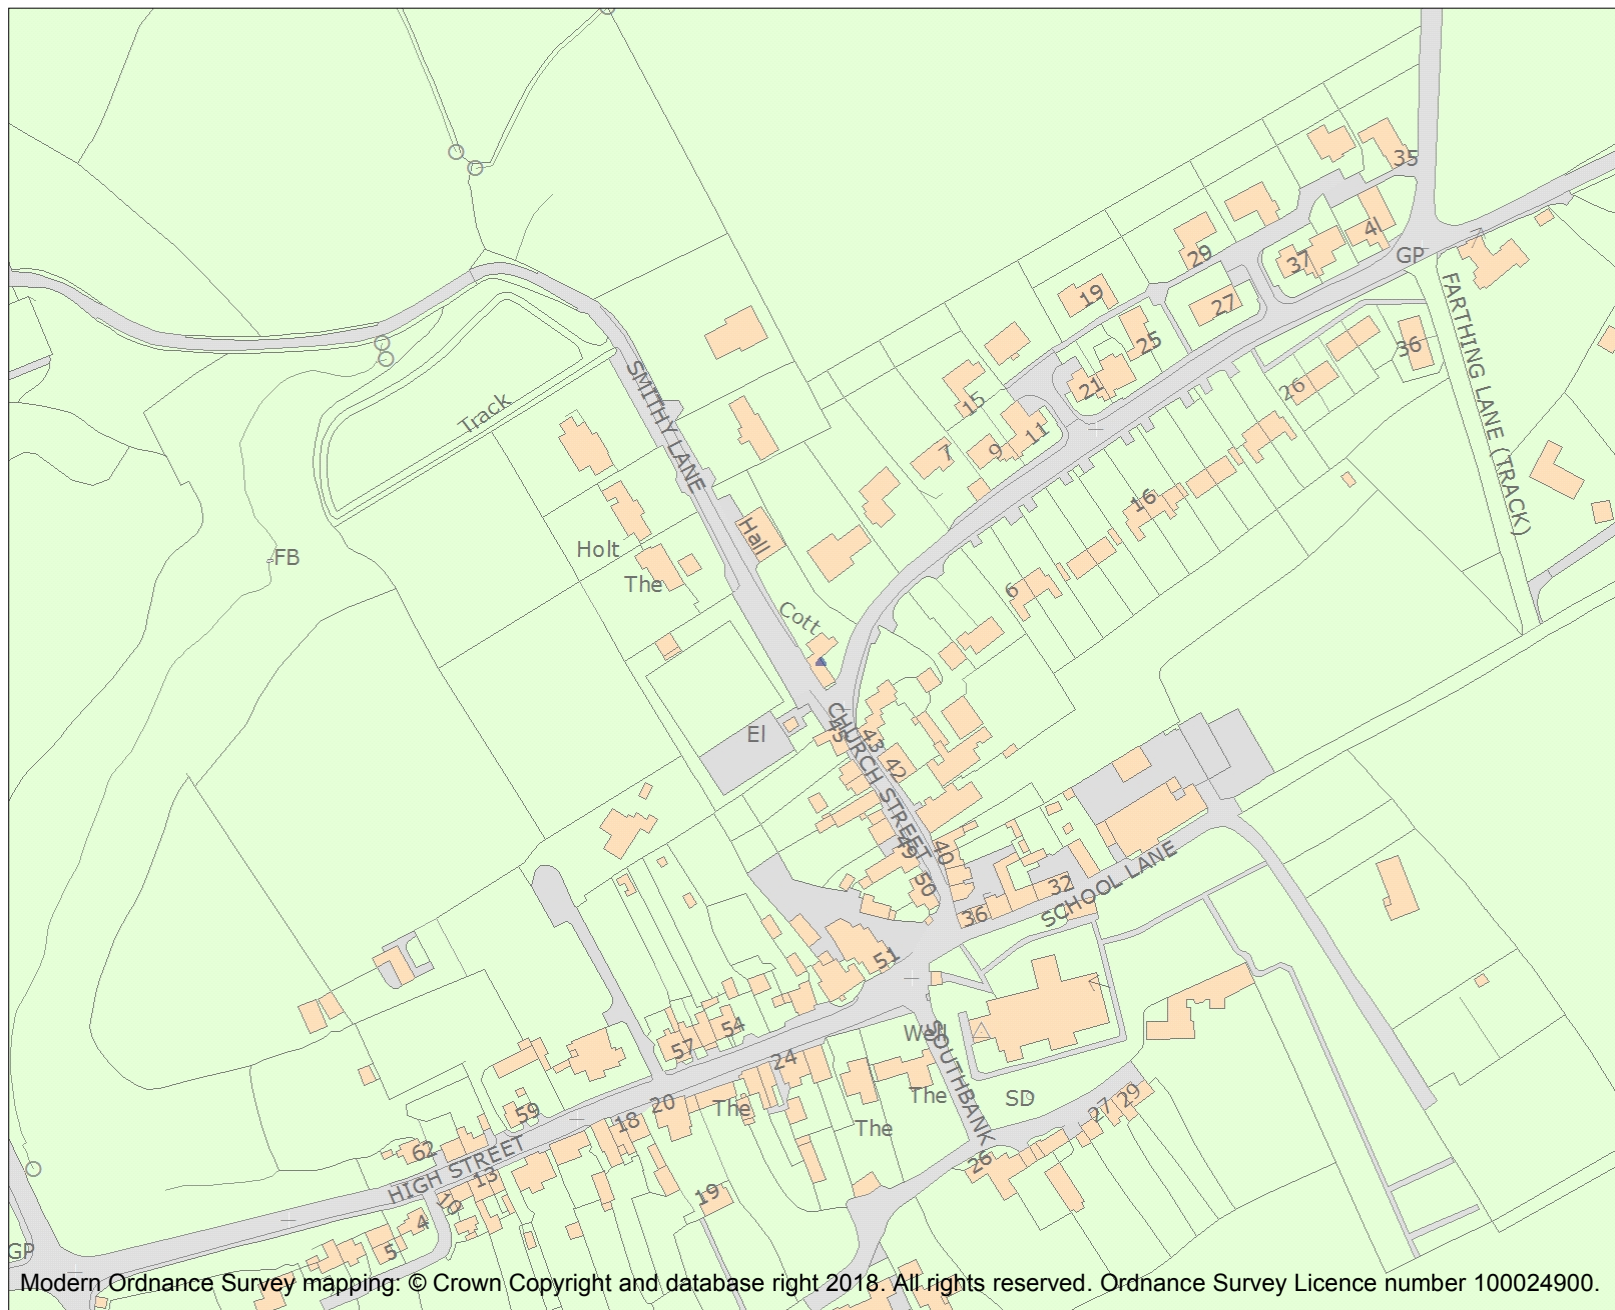 35
41
29
37
GP
19
27
FARTHING LANE (TRACK)
25
36
SMITHY LANE
21
26
Track
15
11
7
9
16
Hall
Holt
FB
The
6
Cott
El
CHURCH STREET
45
43
42
49
40
50
32
SCHOOL LANE
36
51
54
Well
57
SOUTHBANK
24
The
SD
20
The
27
29
59
18
The
62
26
HIGH STREET
13
19
10
4
5
GP
Modern Ordnance Survey mapping: © Crown Copyright and database right 2018. All rights reserved. Ordnance Survey Licence number 100024900.